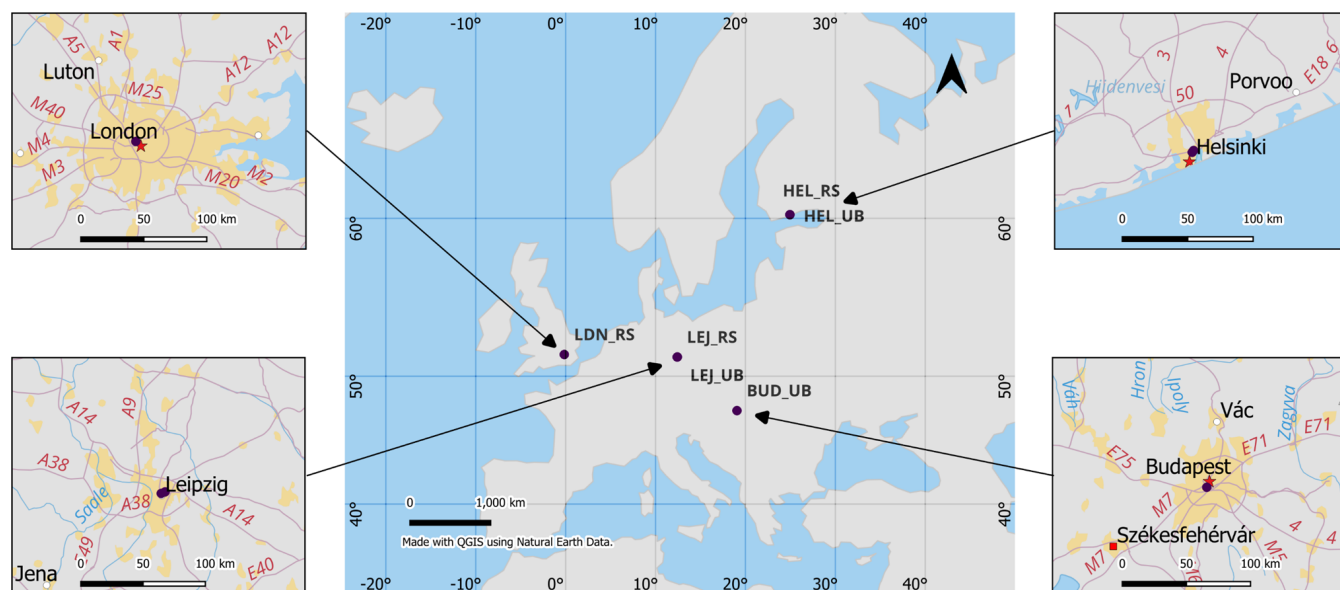 A5
A1
A12
A12
Luton
M25
M40
London
M4
M3
M20
M2
0 50 100 km
-20° -10° 0° 10° 20° 30° 40°
HEL_RS
HEL_UB
60° 60°
LDN_RS
LEJ_RS
LEJ_UB
50° 50°
BUD_UB
40° 40°
0 1,000 km
Made with QGIS using Natural Earth Data.
-20° -10° 0° 10° 20° 30° 40°
3
4
E18 6
Porvoo
Hiidenvesi
50
1
Helsinki
0 50 100 km
A14
A9
A38
Leipzig
Saale
A38
A14
E49
0 50 100 km
Jena
E40
Váh
Hron
Ipoly
Zagyva
Vác
E71
E71
E75
Budapest
M7
4
4
Székesfehérvár
M7
M5
0 50 100 km